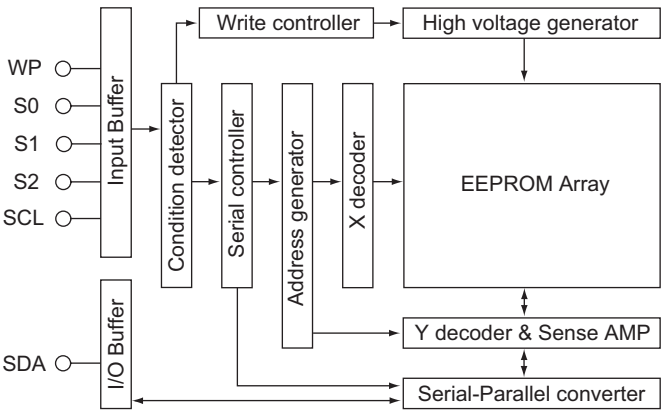 Write controller
High voltage generator
WP
S0
S1
S2
SCL
Input Buffer
Condition detector
Serial controller
Address generator
X decoder
EEPROM Array
SDA
I/O Buffer
Y decoder & Sense AMP
Serial-Parallel converter